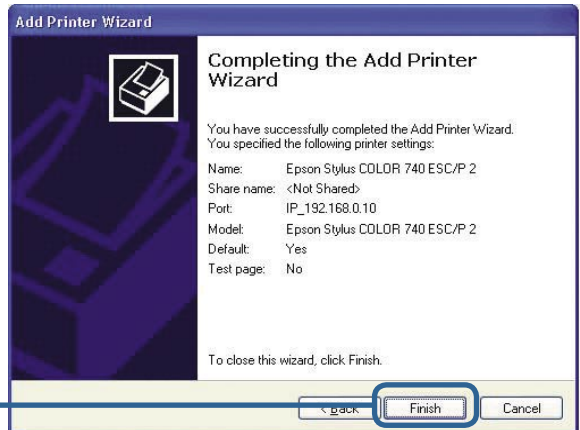 Add Printer Wizard
Completing the Add Printer
Wizard
You have successfully completed the Add Printer Wizard.
You specified the following printer settings:
Name: Epson Stylus COLOR 740 ESC/P 2
Share name: <Not Shared>
Port: IP_192.168.0.10
Model: Epson Stylus COLOR 740 ESC/P 2
Default: Yes
Test page: No
To close this wizard, click Finish.
< Back Finish Cancel